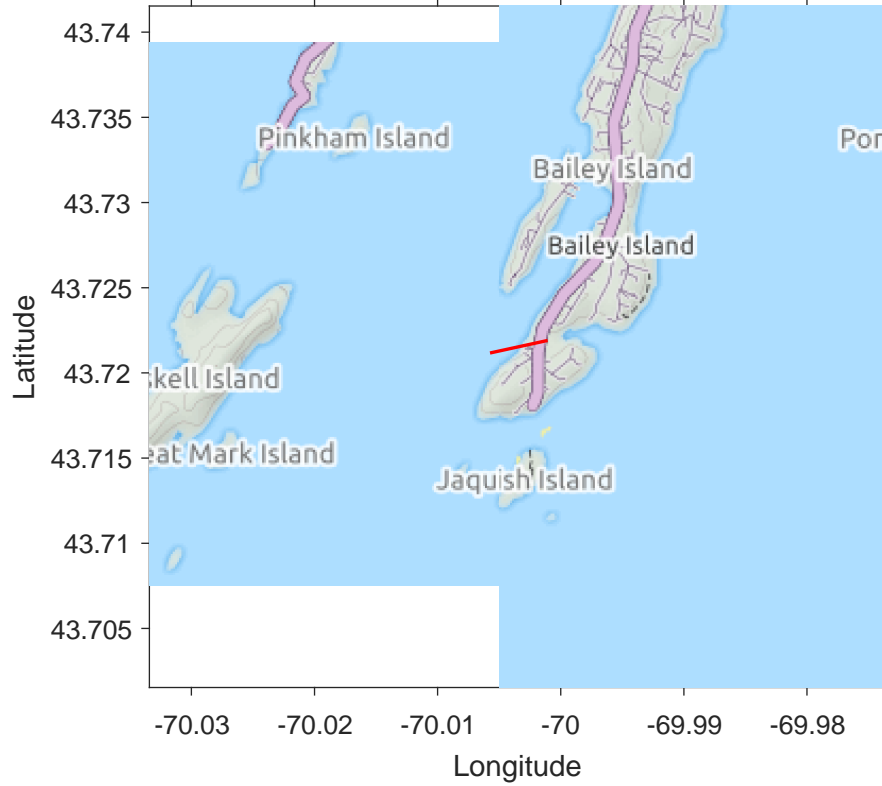 43.74
43.735
Pinkham Island
Por
43.73
Bailey Island
Bailey Island
43.725
Latitude
43.72
skell Island
43.715
eat Mark Island
Jaquish Island
43.71
43.705
-70.03
-70.02
-70.01
-70
-69.99
-69.98
Longitude